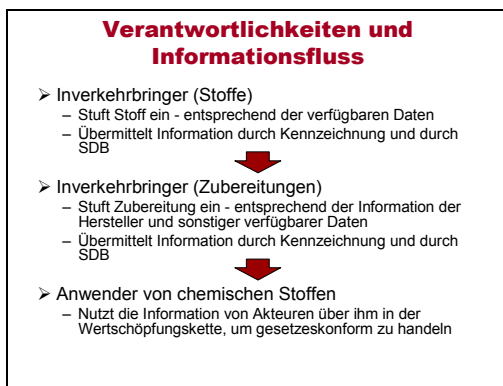 Verantwortlichkeiten und
Informationsfluss
➢ Inverkehrbringer (Stoffe)
– Stuft Stoff ein - entsprechend der verfügbaren Daten
– Übermittelt Information durch Kennzeichnung und durch
SDB
➢ Inverkehrbringer (Zubereitungen)
– Stuft Zubereitung ein - entsprechend der Information der
Hersteller und sonstiger verfügbarer Daten
– Übermittelt Information durch Kennzeichnung und durch
SDB
➢ Anwender von chemischen Stoffen
– Nutzt die Information von Akteuren über ihm in der
Wertschöpfungskette, um gesetzeskonform zu handeln